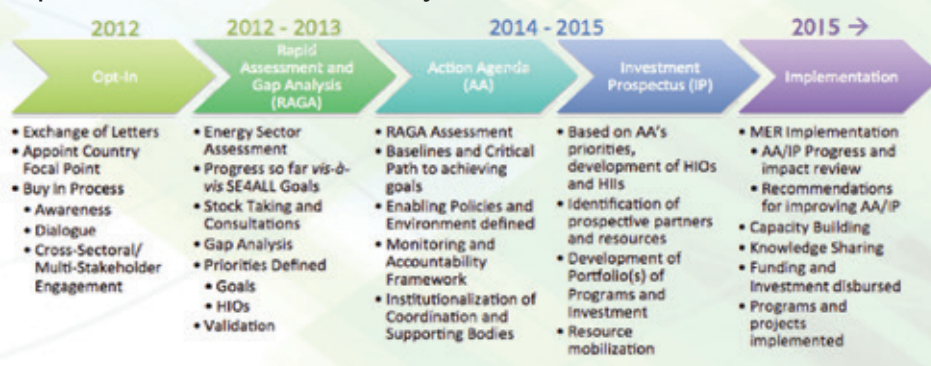 2012
2012 - 2013
2014 - 2015
2015 →
Opt-In
Rapid
Assessment and
Gap Analysis
(RAGA)
Action Agenda
(AA)
Investment
Prospectus (IP)
Implementation
• Exchange of Letters
• Appoint Country
Focal Point
• Buy In Process
• Awareness
• Dialogue
• Cross-Sectoral/
Multi-Stakeholder
Engagement
• Energy Sector
Assessment
• Progress so far vis-à-
vis SE4ALL Goals
• Stock Taking and
Consultations
• Gap Analysis
• Priorities Defined
• Goals
• HIOs
• Validation
• RAGA Assessment
• Baselines and Critical
Path to achieving
goals
• Enabling Policies and
Environment defined
• Monitoring and
Accountability
Framework
• Institutionalization of
Coordination and
Supporting Bodies
• Based on AA's
priorities,
development of HIOs
and HIIs
• Identification of
prospective partners
and resources
• Development of
Portfolio(s) of
Programs and
Investment
• Resource
mobilization
• MER Implementation
• AA/IP Progress and
impact review
• Recommendations
for improving AA/IP
• Capacity Building
• Knowledge Sharing
• Funding and
Investment disbursed
• Programs and
projects
implemented